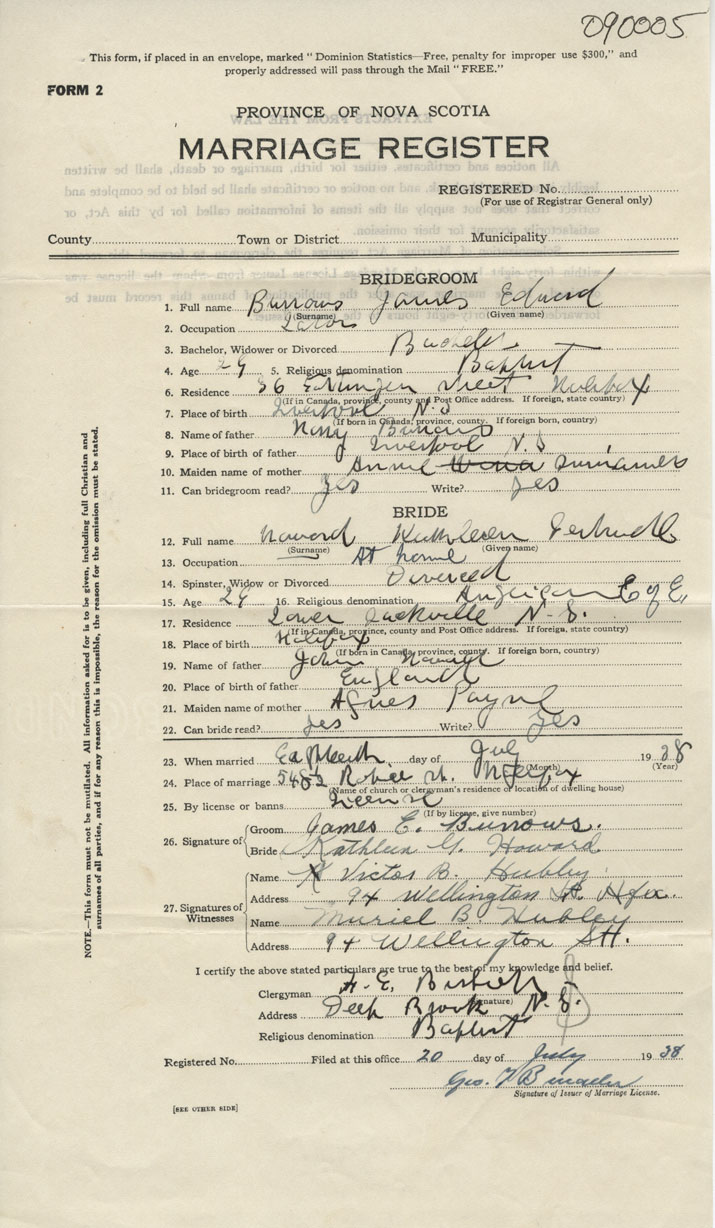 090005
This form, if placed in an envelope, marked "Dominion Statistics—Free, penalty for improper use $300," and
properly addressed will pass through the Mail "FREE."
FORM 2
PROVINCE OF NOVA SCOTIA
MARRIAGE REGISTER
REGISTERED No.
(For use of Registrar General only)
County Town or District Municipality
BRIDEGROOM
1. Full name Burrows James Edward
(Surname) (Given name)
2. Occupation
3. Bachelor, Widower or Divorced Bachelor
4. Age 29 5. Religious denomination Baptist
6. Residence 56 Street Halifax
(If in Canada, province, county and Post Office address. If foreign, state country)
7. Place of birth Liverpool N.S
(If born in Canada, province, county. If foreign born, country)
8. Name of father Burrows
9. Place of birth of father Liverpool N.S
10. Maiden name of mother Annie
11. Can bridegroom read? Yes Write? Yes
BRIDE
12. Full name Howard Kathleen Gertrude
(Surname) (Given name)
13. Occupation At home
14. Spinster, Widow or Divorced Divorced
15. Age 29 16. Religious denomination Anglican C of E.
17. Residence Lower Sackville N.S.
(If in Canada, province, county and Post Office address. If foreign, state country)
18. Place of birth Halifax
(If born in Canada, province, county. If foreign born, country)
19. Name of father John Howard
20. Place of birth of father England
21. Maiden name of mother Agnes Payne
22. Can bride read? Yes Write? Yes
23. When married Eighteenth day of July 1938
(Month) (Year)
24. Place of marriage St. Halifax
(Name of church or clergyman's residence or location of dwelling house)
25. By license or banns License
(If by license, give number)
26. Signature of Groom James E. Burrows.
Bride Kathleen G. Howard
27. Signatures of Witnesses
Name Victor B. Hubley
Address 94 Wellington St. Hfx.
Name Muriel B. Hubley
Address 94 Wellington St.
I certify the above stated particulars are true to the best of my knowledge and belief.
Clergyman A. E.
(Signature)
Address Deep Brook N.S.
Religious denomination Baptist
Registered No. Filed at this office 20 day of July 1938
Geo.
Signature of Issuer of Marriage License.
[SEE OTHER SIDE]
NOTE.—This form must not be mutilated. All information asked for is to be given, including full Christian and
surnames of all parties, and if for any reason this is impossible, the reason for the omission must be stated.